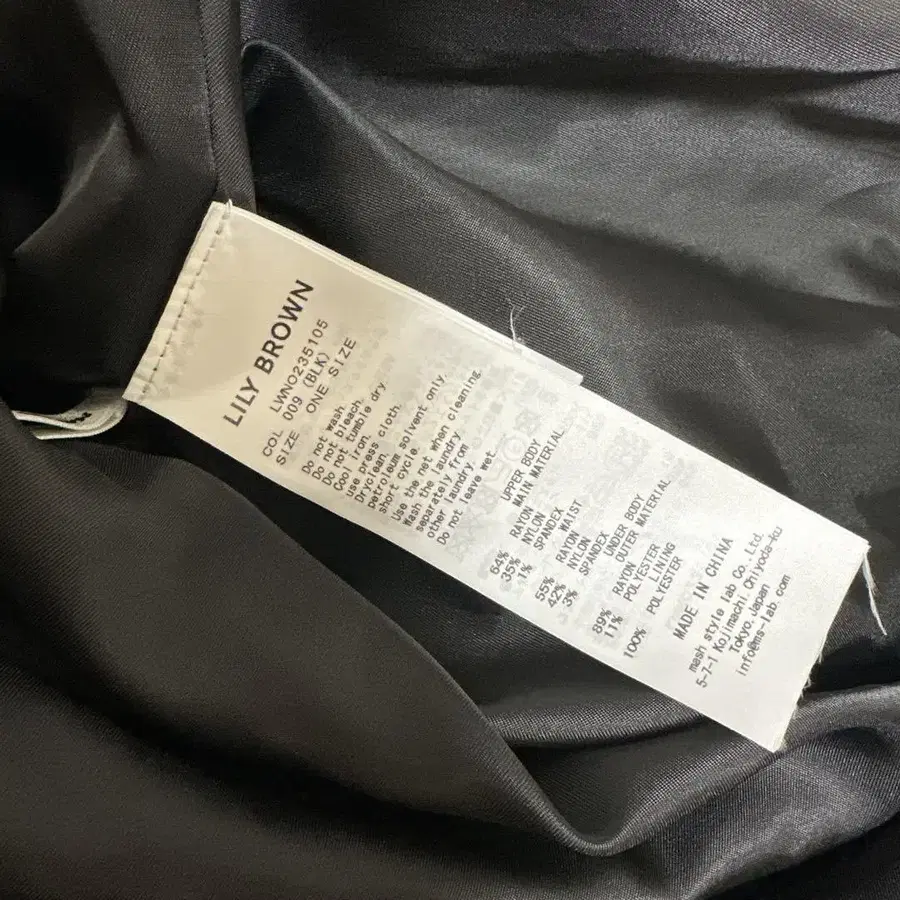 LILY BROWN
LWNO235105
COL 009 (BLK)
SIZE ONE SIZE
Do not wash.
Do not bleach.
Do not tumble dry
Cool iron.
use press cloth.
Dryclean,
petroleum solvent only,
short cycle.
Use the net when cleaning.
Wash the laundry
separately from
other laundry.
Do not leave wet
UPPER BODY
MAIN MATERIAL
64% RAYON
35% NYLON
1% SPANDEX
WAIST
55% RAYON
42% NYLON
3% SPANDEX
UNDER BODY
OUTER MATERIAL
89% RAYON
11% POLYESTER
LINING
100% POLYESTER
MADE IN CHINA
mash style lab Co., Ltd.
5-7-1 Kojimachi Chiyoda-ku
Tokyo, Japan
info@ms-lab.com